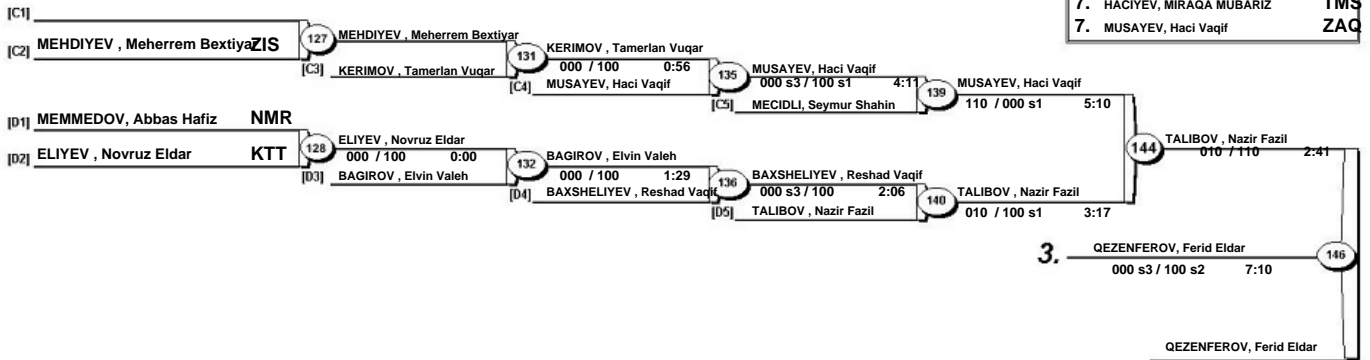 7. HACIYEV, MIRAQA MUBARIZ TMS
7. MUSAYEV, Haci Vaqif ZAQ
[C1]
[C2] MEHDIYEV , Meherrem Bextiyar ZIS
127 MEHDIYEV , Meherrem Bextiyar
[C3] KERIMOV , Tamerlan Vuqar
131 KERIMOV , Tamerlan Vuqar
000 / 100 0:56
[C4] MUSAYEV, Haci Vaqif
135 MUSAYEV, Haci Vaqif
000 s3 / 100 s1 4:11
[C5] MECIDLI, Seymur Shahin
139 MUSAYEV, Haci Vaqif
110 / 000 s1 5:10
[D1] MEMMEDOV, Abbas Hafiz NMR
[D2] ELIYEV , Novruz Eldar KTT
128 ELIYEV , Novruz Eldar
000 / 100 0:00
[D3] BAGIROV , Elvin Valeh
132 BAGIROV , Elvin Valeh
000 / 100 1:29
[D4] BAXSHELIYEV , Reshad Vaqif
136 BAXSHELIYEV , Reshad Vaqif
000 s3 / 100 2:06
[D5] TALIBOV , Nazir Fazil
140 TALIBOV , Nazir Fazil
010 / 100 s1 3:17
144 TALIBOV , Nazir Fazil
010 / 110 2:41
3. QEZENFEROV, Ferid Eldar 146
000 s3 / 100 s2 7:10
QEZENFEROV, Ferid Eldar